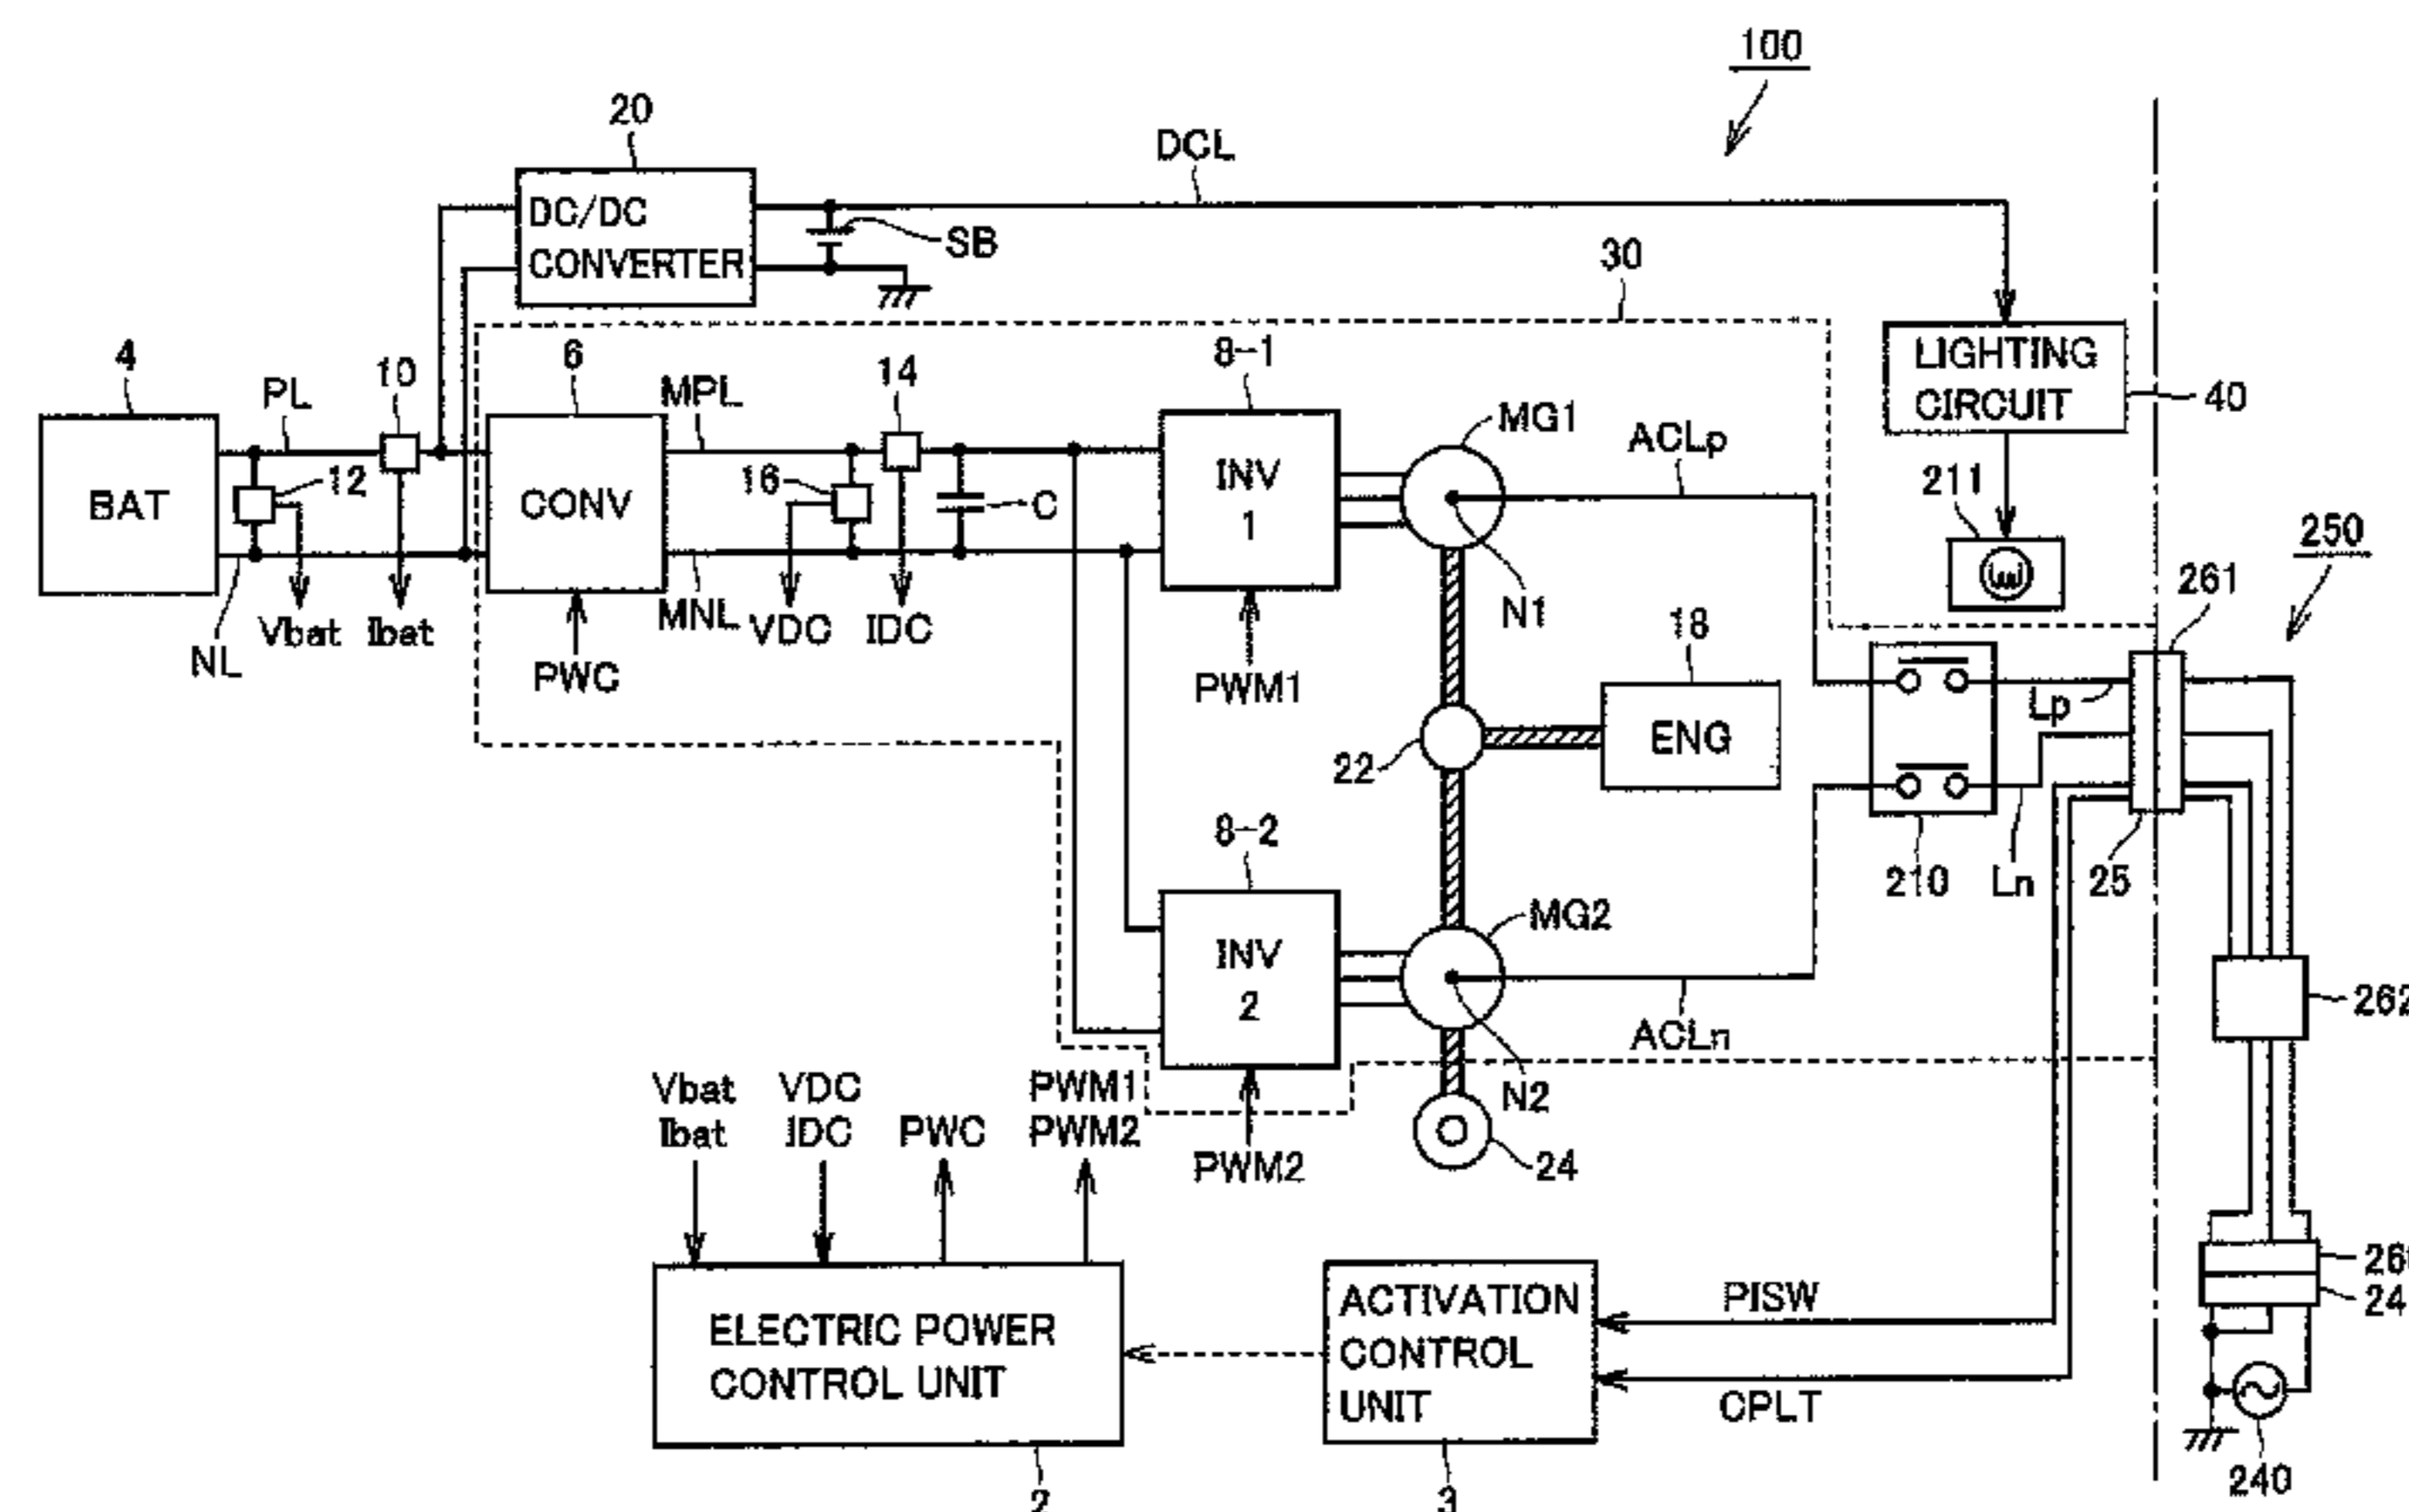 100
20
DCL
DC/DC
CONVERTER
SB
30
4
PL
10
6
MPL
14
8-1
MG1
ACLp
LIGHTING
CIRCUIT
40
BAT
12
CONV
16
C
INV
1
211
250
261
N1
NL
Vbat
Ibat
PWC
MNL
VDC
IDC
PWM1
18
ENG
22
Lp
8-2
MG2
210
Ln
25
INV
2
262
ACLn
N2
24
PWM2
Vbat
Ibat
VDC
IDC
PWC
PWM1
PWM2
ELECTRIC POWER
CONTROL UNIT
2
ACTIVATION
CONTROL
UNIT
3
PISW
CPLT
24
240